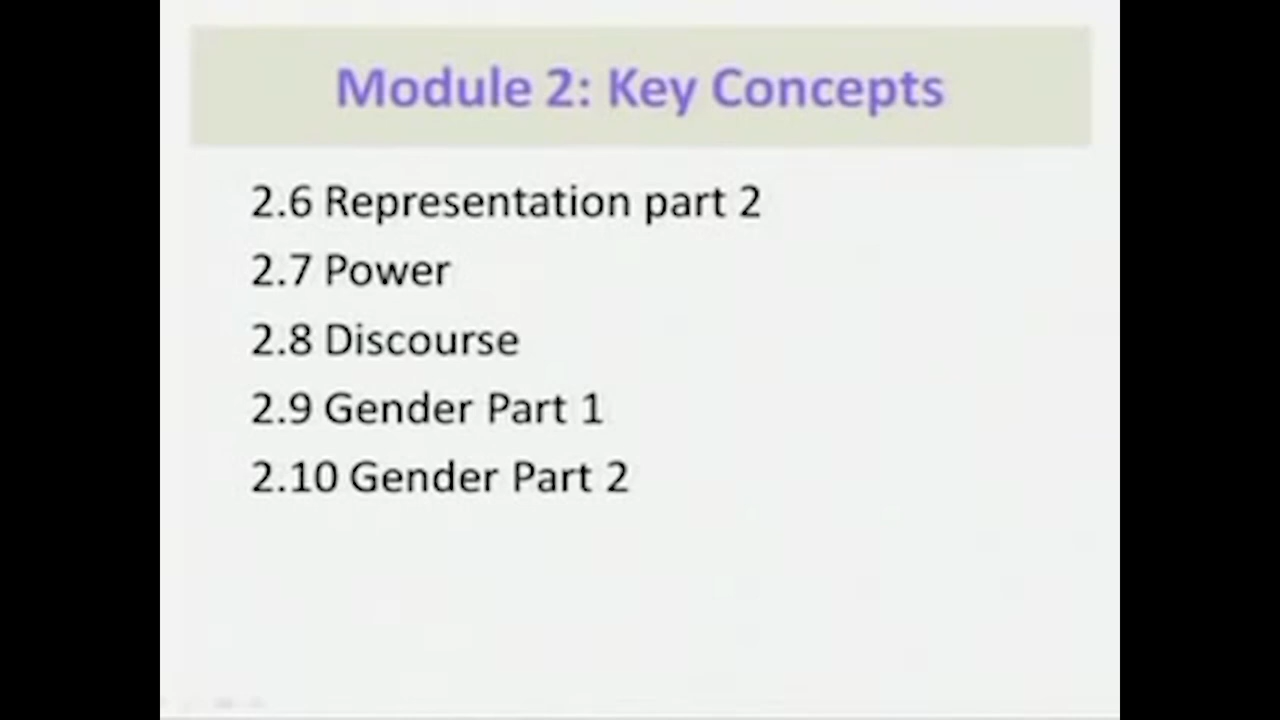 Module 2: Key Concepts
2.6 Representation part 2
2.7 Power
2.8 Discourse
2.9 Gender Part 1
2.10 Gender Part 2